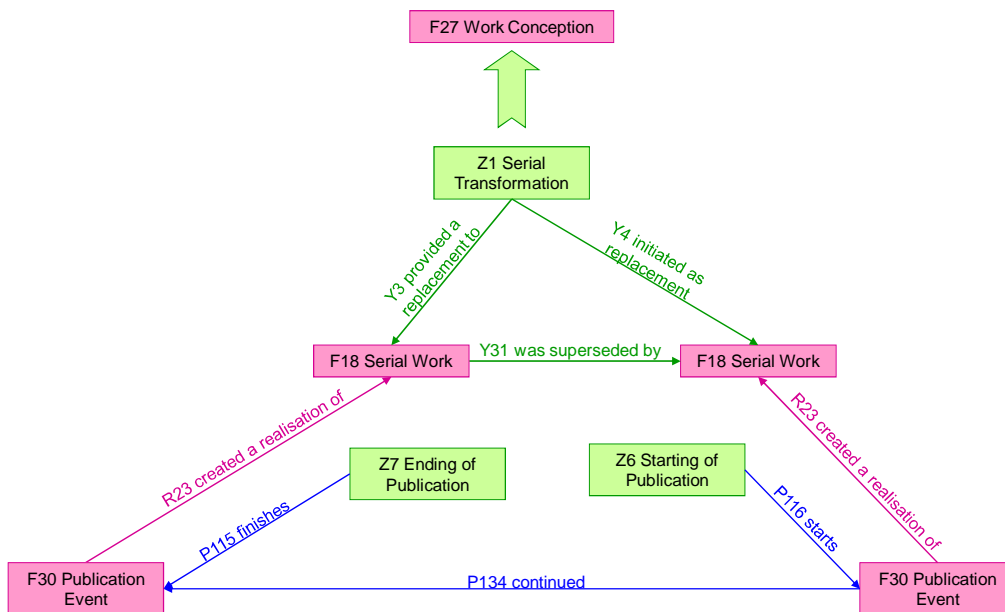 F27 Work Conception
Z1 Serial
Transformation
Y3 provided a
replacement to
Y4 initiated as
replacement
F18 Serial Work
Y31 was superseded by
F18 Serial Work
R23 created a realisation of
R23 created a realisation of
Z7 Ending of
Publication
Z6 Starting of
Publication
P115 finishes
P116 starts
F30 Publication
Event
P134 continued
F30 Publication
Event